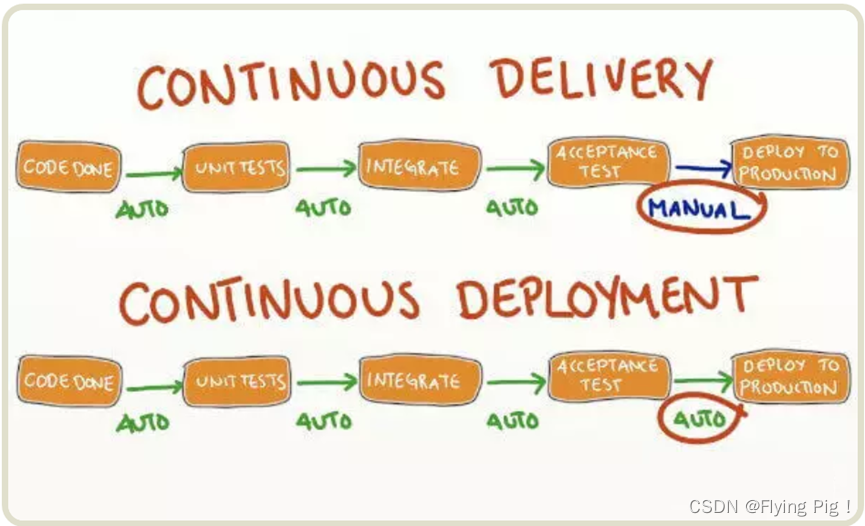 CONTINUOUS DELIVERY
CODE DONE
UNIT TESTS
INTEGRATE
ACCEPTANCE
TEST
DEPLOY TO
PRODUCTION
AUTO
AUTO
AUTO
MANUAL
CONTINUOUS DEPLOYMENT
CODE DONE
UNIT TESTS
INTEGRATE
ACCEPTANCE
TEST
DEPLOY TO
PRODUCTION
AUTO
AUTO
AUTO
AUTO
CSDN @Flying Pig！